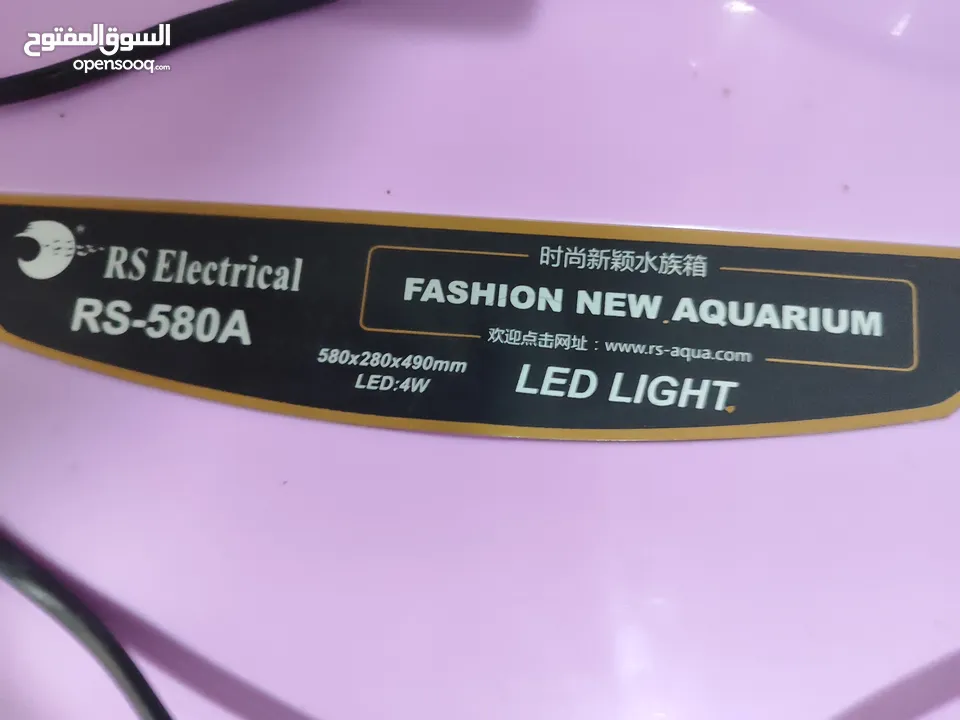 السوق المفتوح
opensooq.com
RS Electrical
RS-580A
580x280x490mm
LED:4W
时尚新颖水族箱
FASHION NEW AQUARIUM
欢迎点击网址：www.rs-aqua.com
LED LIGHT